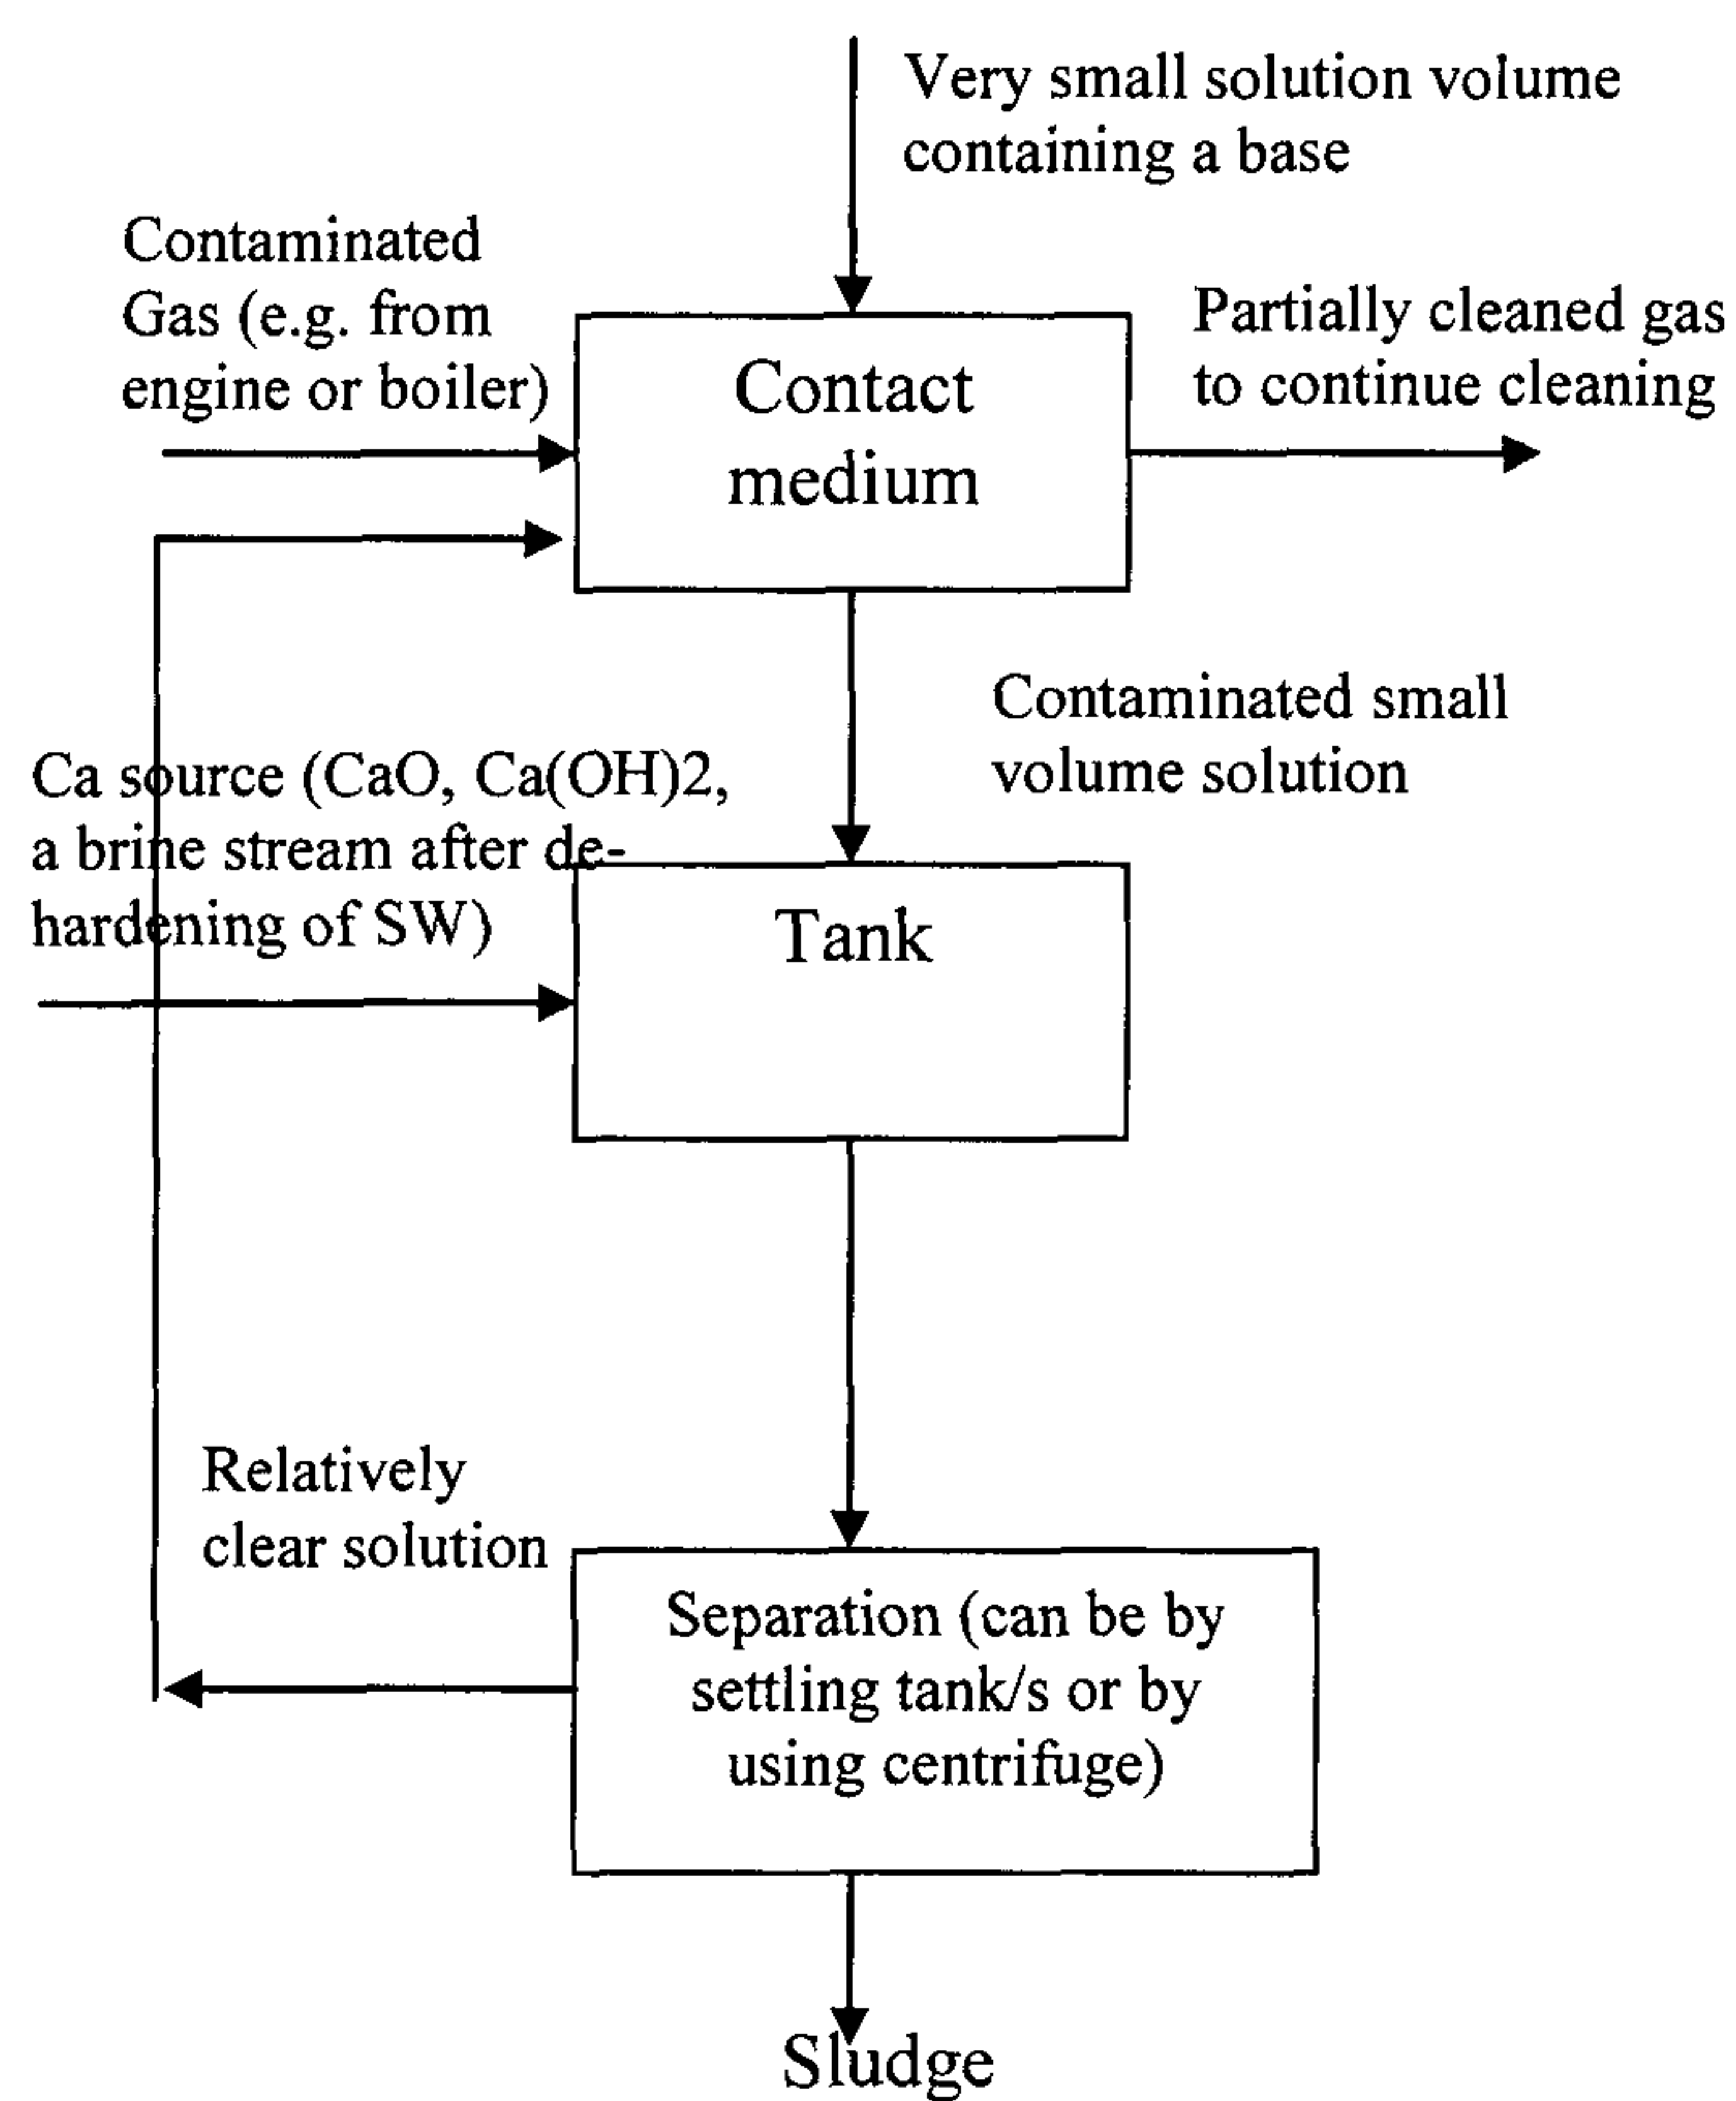 Very small solution volume
containing a base
Contaminated
Gas (e.g. from
engine or boiler)
Partially cleaned gas
to continue cleaning
Contact
medium
Contaminated small
volume solution
Ca source (CaO, Ca(OH)2,
a brine stream after de-
hardening of SW)
Tank
Relatively
clear solution
Separation (can be by
settling tank/s or by
using centrifuge)
Sludge